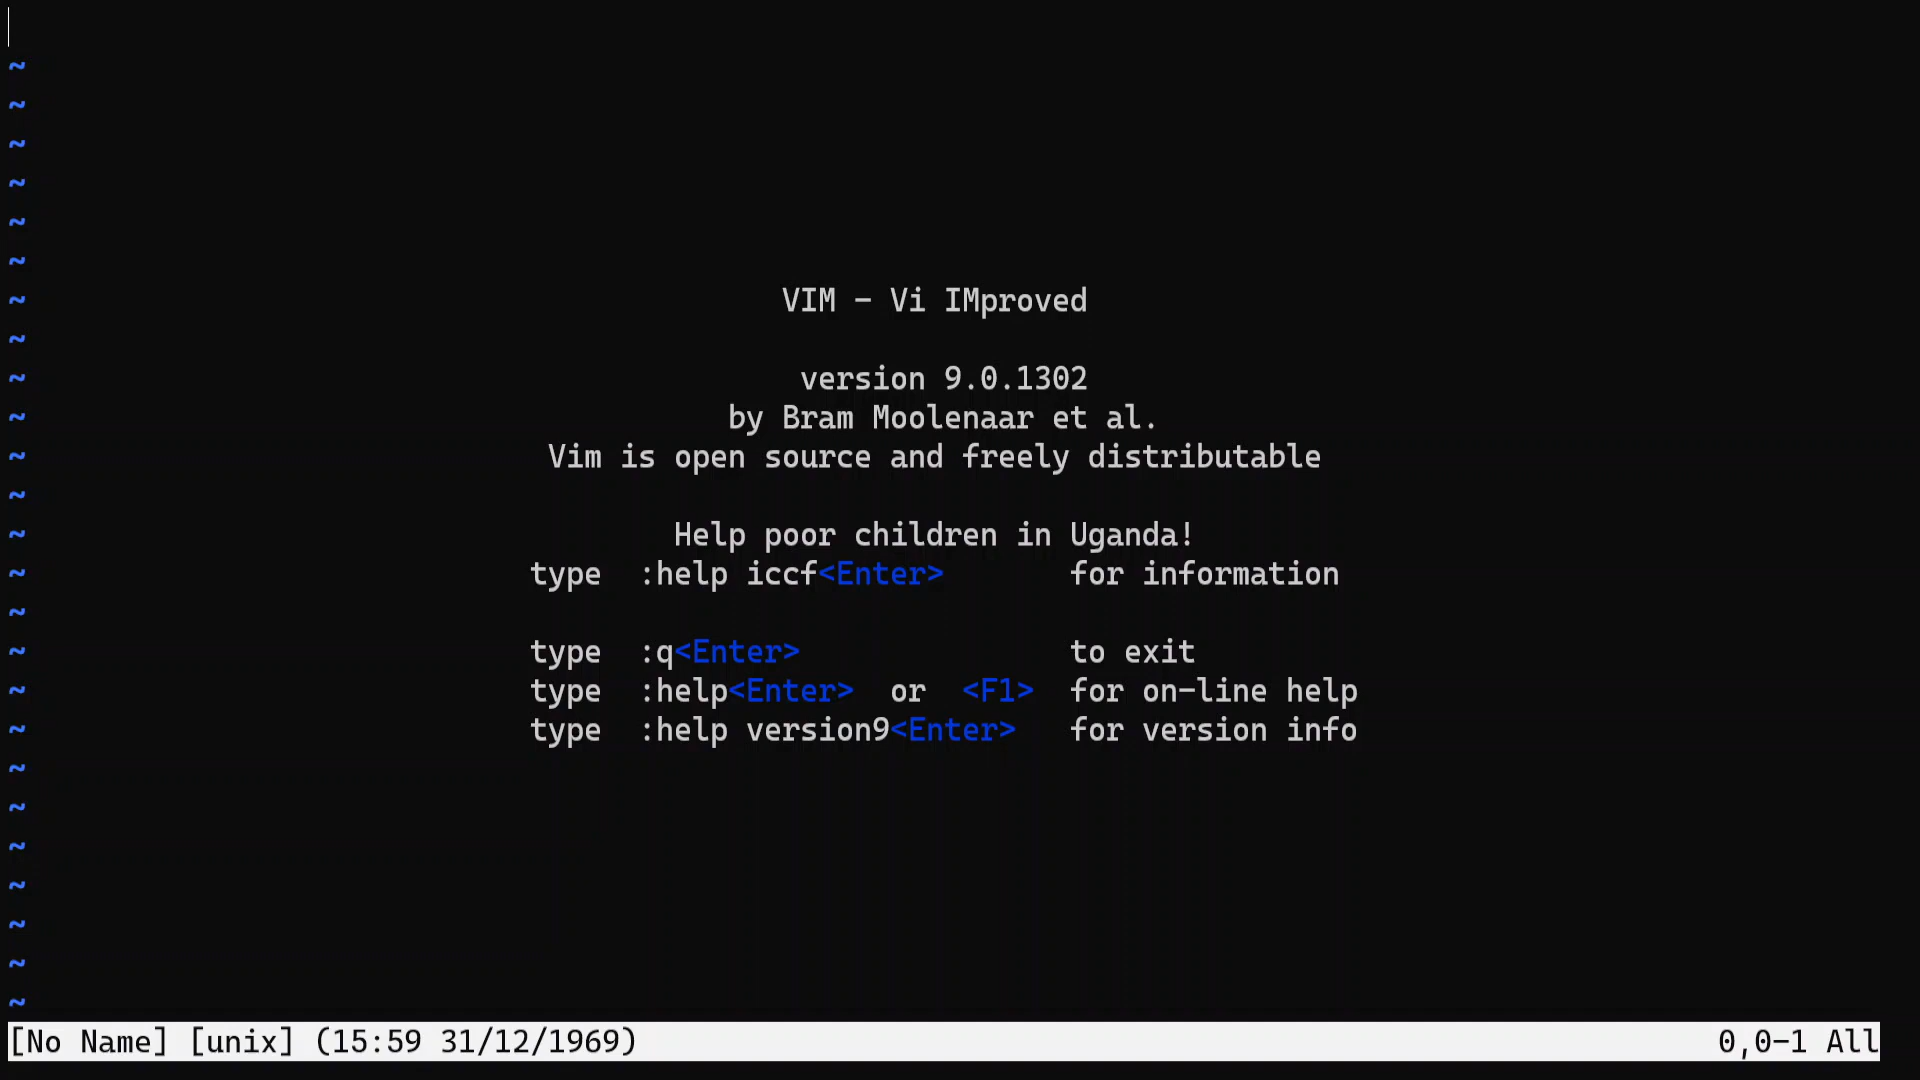 ~
~
~
~
~
~
~ VIM - Vi IMproved
~
~ version 9.0.1302
~ by Bram Moolenaar et al.
~ Vim is open source and freely distributable
~
~ Help poor children in Uganda!
~ type  :help iccf<Enter>       for information
~
~ type  :q<Enter>               to exit
~ type  :help<Enter>  or  <F1>  for on-line help
~ type  :help version9<Enter>   for version info
~
~
~
~
~
~
~
[No Name] [unix] (15:59 31/12/1969) 0,0-1 All